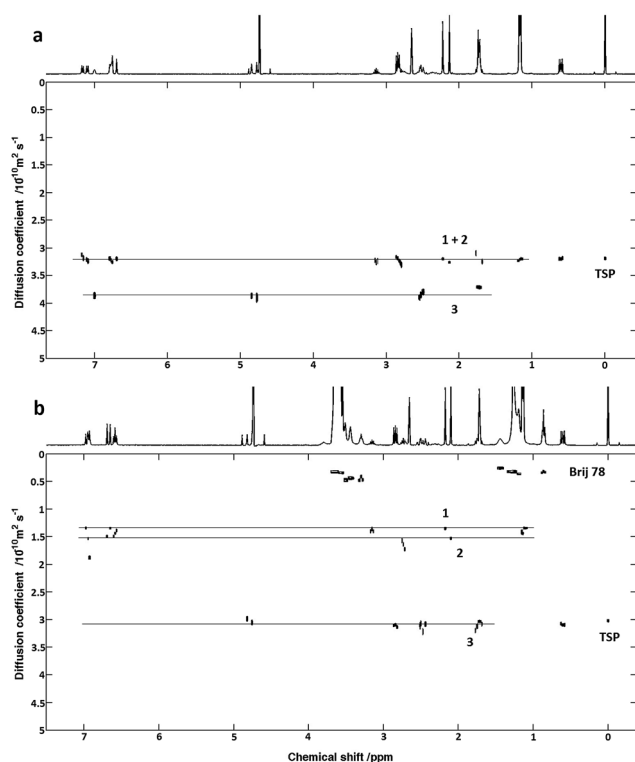 a
0
0.5
1
1.5
2
2.5
3
3.5
4
4.5
5
Diffusion coefficient /10⁻¹⁰m² s⁻¹
1 + 2
TSP
3
7 6 5 4 3 2 1 0
b
0
0.5
1
1.5
2
2.5
3
3.5
4
4.5
5
Diffusion coefficient /10⁻¹⁰m² s⁻¹
Brij 78
1
2
TSP
3
7 6 5 4 3 2 1 0
Chemical shift /ppm